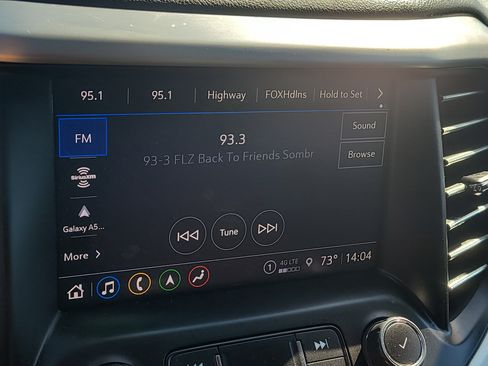 95.1 95.1 Highway FOXHdlns Hold to Set
FM
93.3
Sound
93-3 FLZ Back To Friends Sombr
Browse
SiriusXM
Galaxy A5...
Tune
More
1 4G LTE 73° 14:04